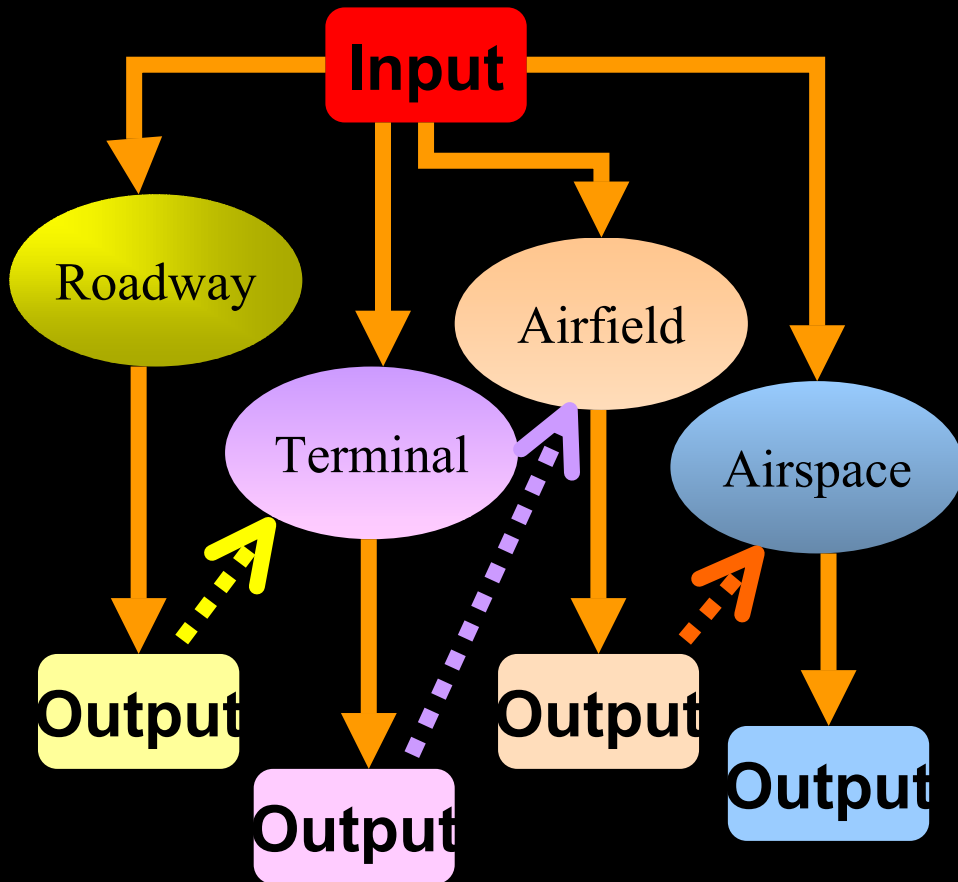 Input
Roadway
Airfield
Terminal
Airspace
Output
Output
Output
Output